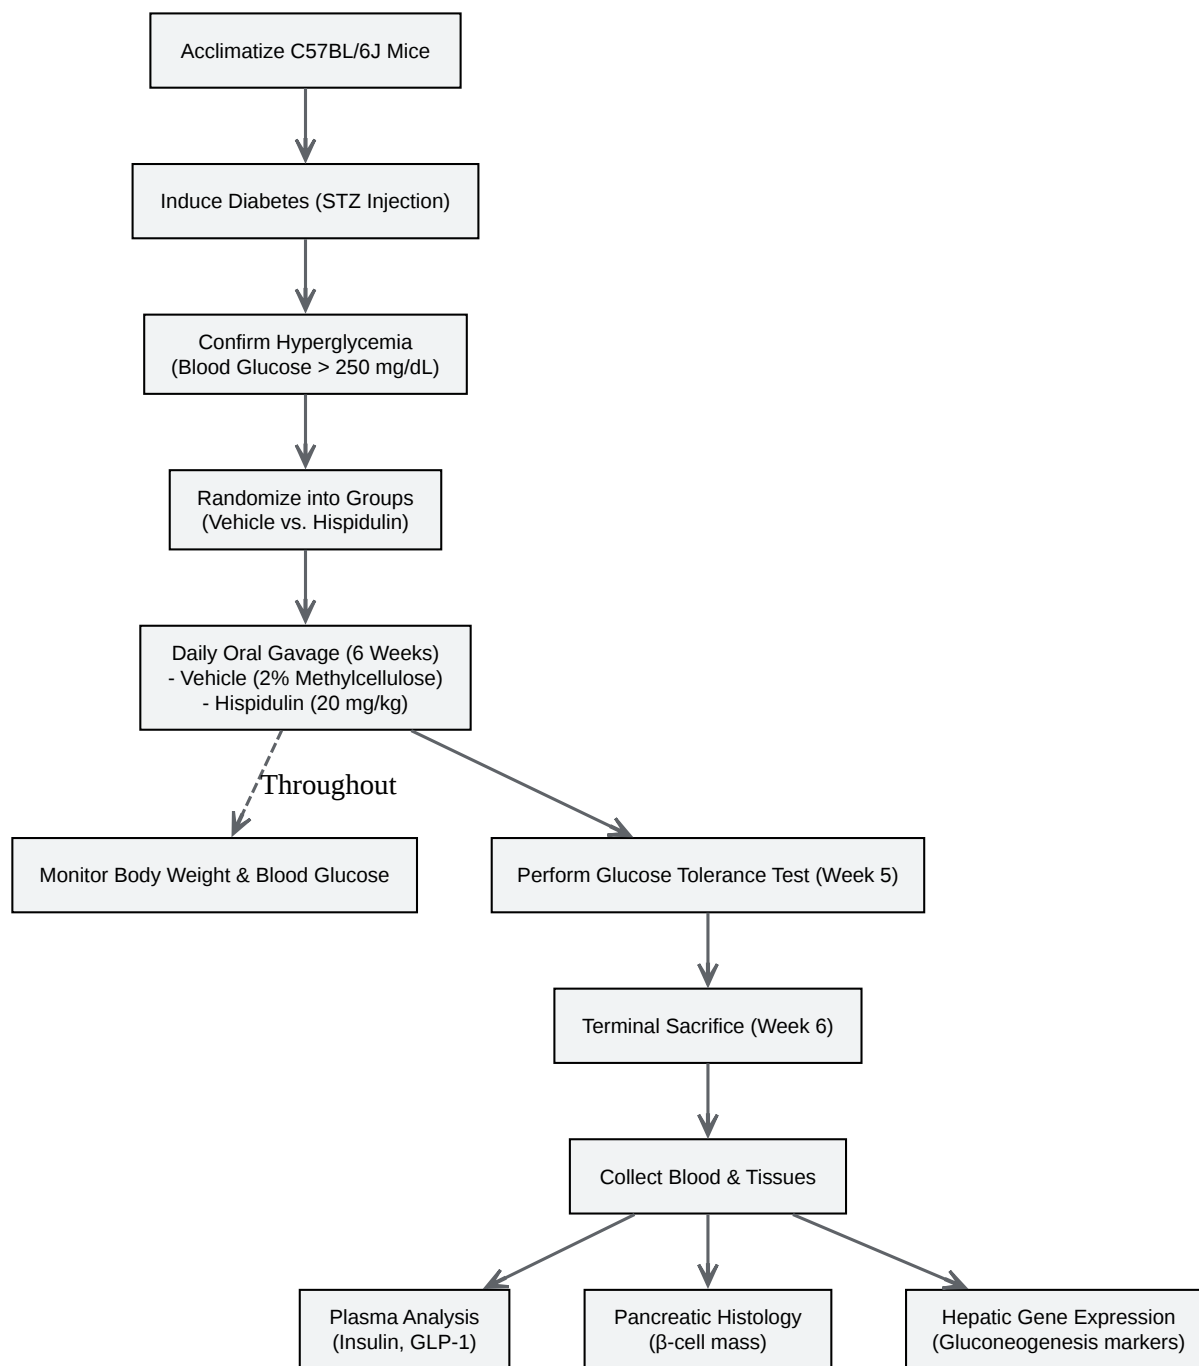 Acclimatize C57BL/6J Mice
Induce Diabetes (STZ Injection)
Confirm Hyperglycemia
(Blood Glucose > 250 mg/dL)
Randomize into Groups
(Vehicle vs. Hispidulin)
Daily Oral Gavage (6 Weeks)
- Vehicle (2% Methylcellulose)
- Hispidulin (20 mg/kg)
Throughout
Monitor Body Weight & Blood Glucose
Perform Glucose Tolerance Test (Week 5)
Terminal Sacrifice (Week 6)
Collect Blood & Tissues
Plasma Analysis
(Insulin, GLP-1)
Pancreatic Histology
(β-cell mass)
Hepatic Gene Expression
(Gluconeogenesis markers)